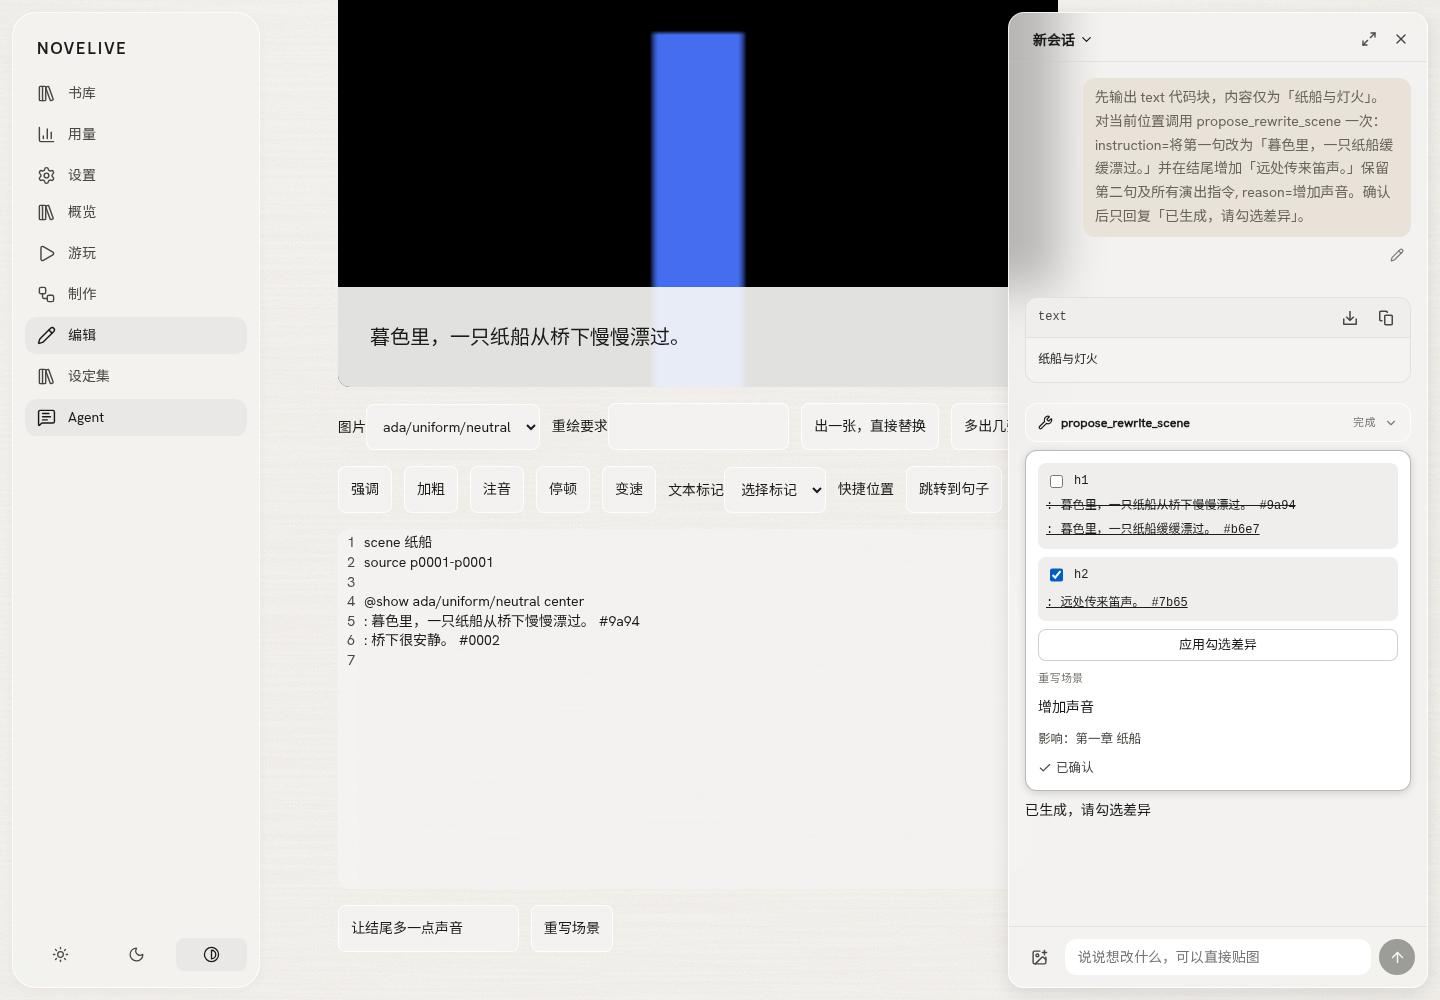 NOVELIVE
书库
用量
设置
概览
游玩
制作
编辑
设定集
Agent
暮色里，一只纸船从桥下慢慢漂过。
图片 ada/uniform/neutral 重绘要求 出一张，直接替换 多出几
强调 加粗 注音 停顿 变速 文本标记 选择标记 快捷位置 跳转到句子
1 scene 纸船
2 source p0001-p0001
3
4 @show ada/uniform/neutral center
5 : 暮色里，一只纸船从桥下慢慢漂过。 #9a94
6 : 桥下很安静。 #0002
7
让结尾多一点声音 重写场景
新会话
先输出 text 代码块，内容仅为「纸船与灯火」。
对当前位置调用 propose_rewrite_scene 一次：
instruction=将第一句改为「暮色里，一只纸船缓
缓漂过。」并在结尾增加「远处传来笛声。」保留
第二句及所有演出指令, reason=增加声音。确认
后只回复「已生成，请勾选差异」。
text
纸船与灯火
propose_rewrite_scene 完成
h1
: 暮色里，一只纸船从桥下慢慢漂过。 #9a94
: 暮色里，一只纸船缓缓漂过。 #b6e7
h2
: 远处传来笛声。 #7b65
应用勾选差异
重写场景
增加声音
影响：第一章 纸船
已确认
已生成，请勾选差异
说说想改什么，可以直接贴图